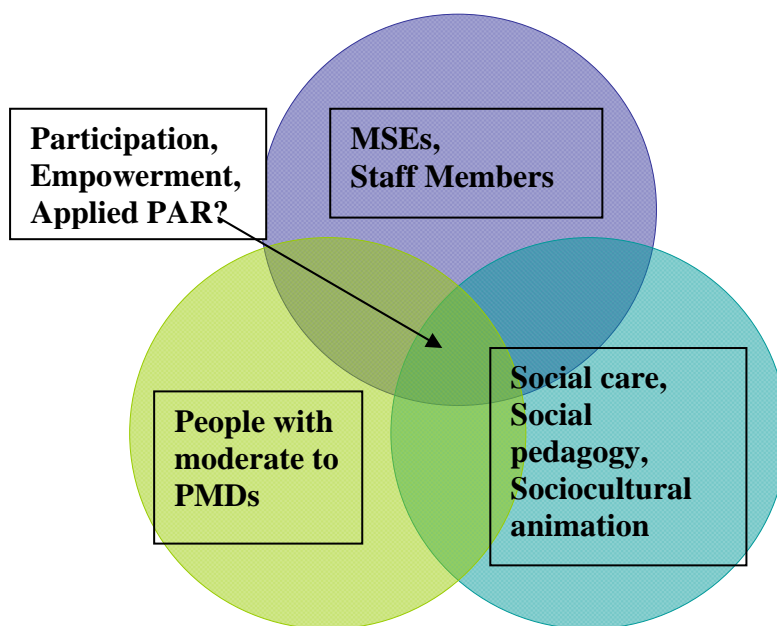 Participation,
Empowerment,
Applied PAR?
MSEs,
Staff Members
People with
moderate to
PMDs
Social care,
Social
pedagogy,
Sociocultural
animation